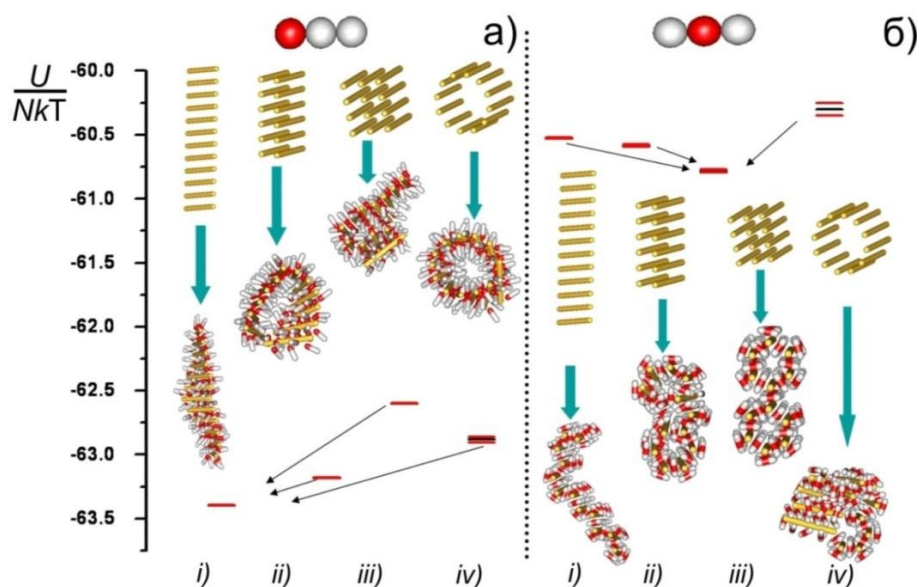 а)
б)
U
NkT
-60.0
-60.5
-61.0
-61.5
-62.0
-62.5
-63.0
-63.5
i) ii) iii) iv)
i) ii) iii) iv)